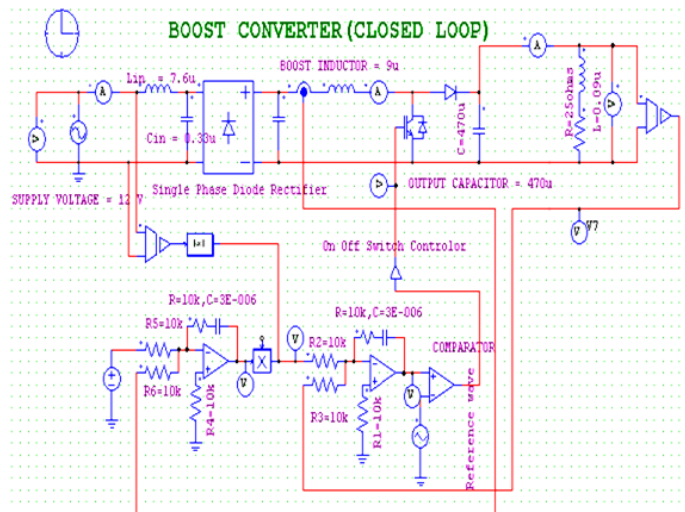 BOOST CONVERTER(CLOSED LOOP)
BOOST INDUCTOR = 9u
Lip = 7.6u
A
A
A
V
Cin = 0.33u
C=470u
R=25ohms
L=0.09u
V
Single Phase Diode Rectifier
V
OUTPUT CAPACITOR = 470u
SUPPLY VOLTAGE = 12 V
V
V7
|x|
On Off Switch Controlor
R=10k,C=3E-006
R=10k,C=3E-006
R5=10k
V
R2=10k
COMPARATOR
X
R6=10k
V
V
R3=10k
R4=10k
R1=10k
Reference wave